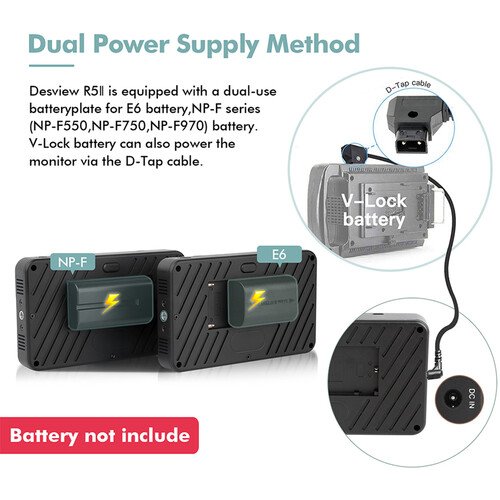 Dual Power Supply Method
Desview R5Ⅱ is equipped with a dual-use
batteryplate for E6 battery,NP-F series
(NP-F550,NP-F750,NP-F970) battery.
V-Lock battery can also power the
monitor via the D-Tap cable.
D-Tap cable
V-Lock
battery
NP-F
E6
DC IN
Battery not include